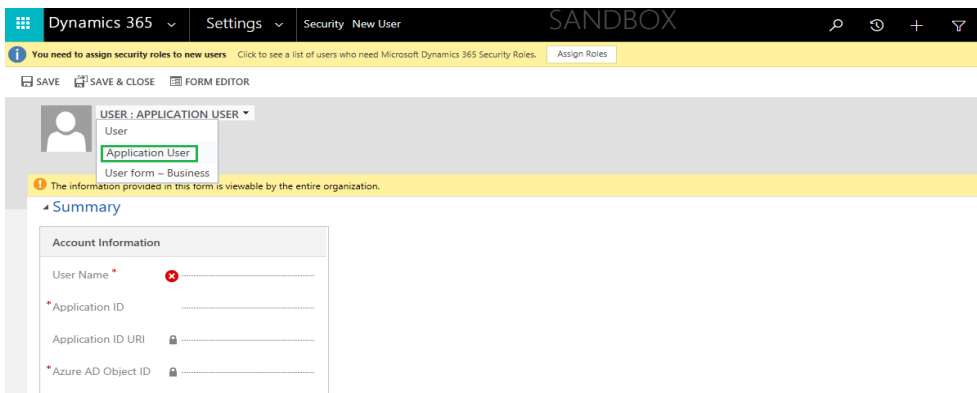 Dynamics 365 Settings Security New User SANDBOX
You need to assign security roles to new users Click to see a list of users who need Microsoft Dynamics 365 Security Roles. Assign Roles
SAVE SAVE & CLOSE FORM EDITOR
USER : APPLICATION USER
User
Application User
User form – Business
The information provided in this form is viewable by the entire organization.
Summary
Account Information
User Name *
* Application ID
Application ID URI
* Azure AD Object ID